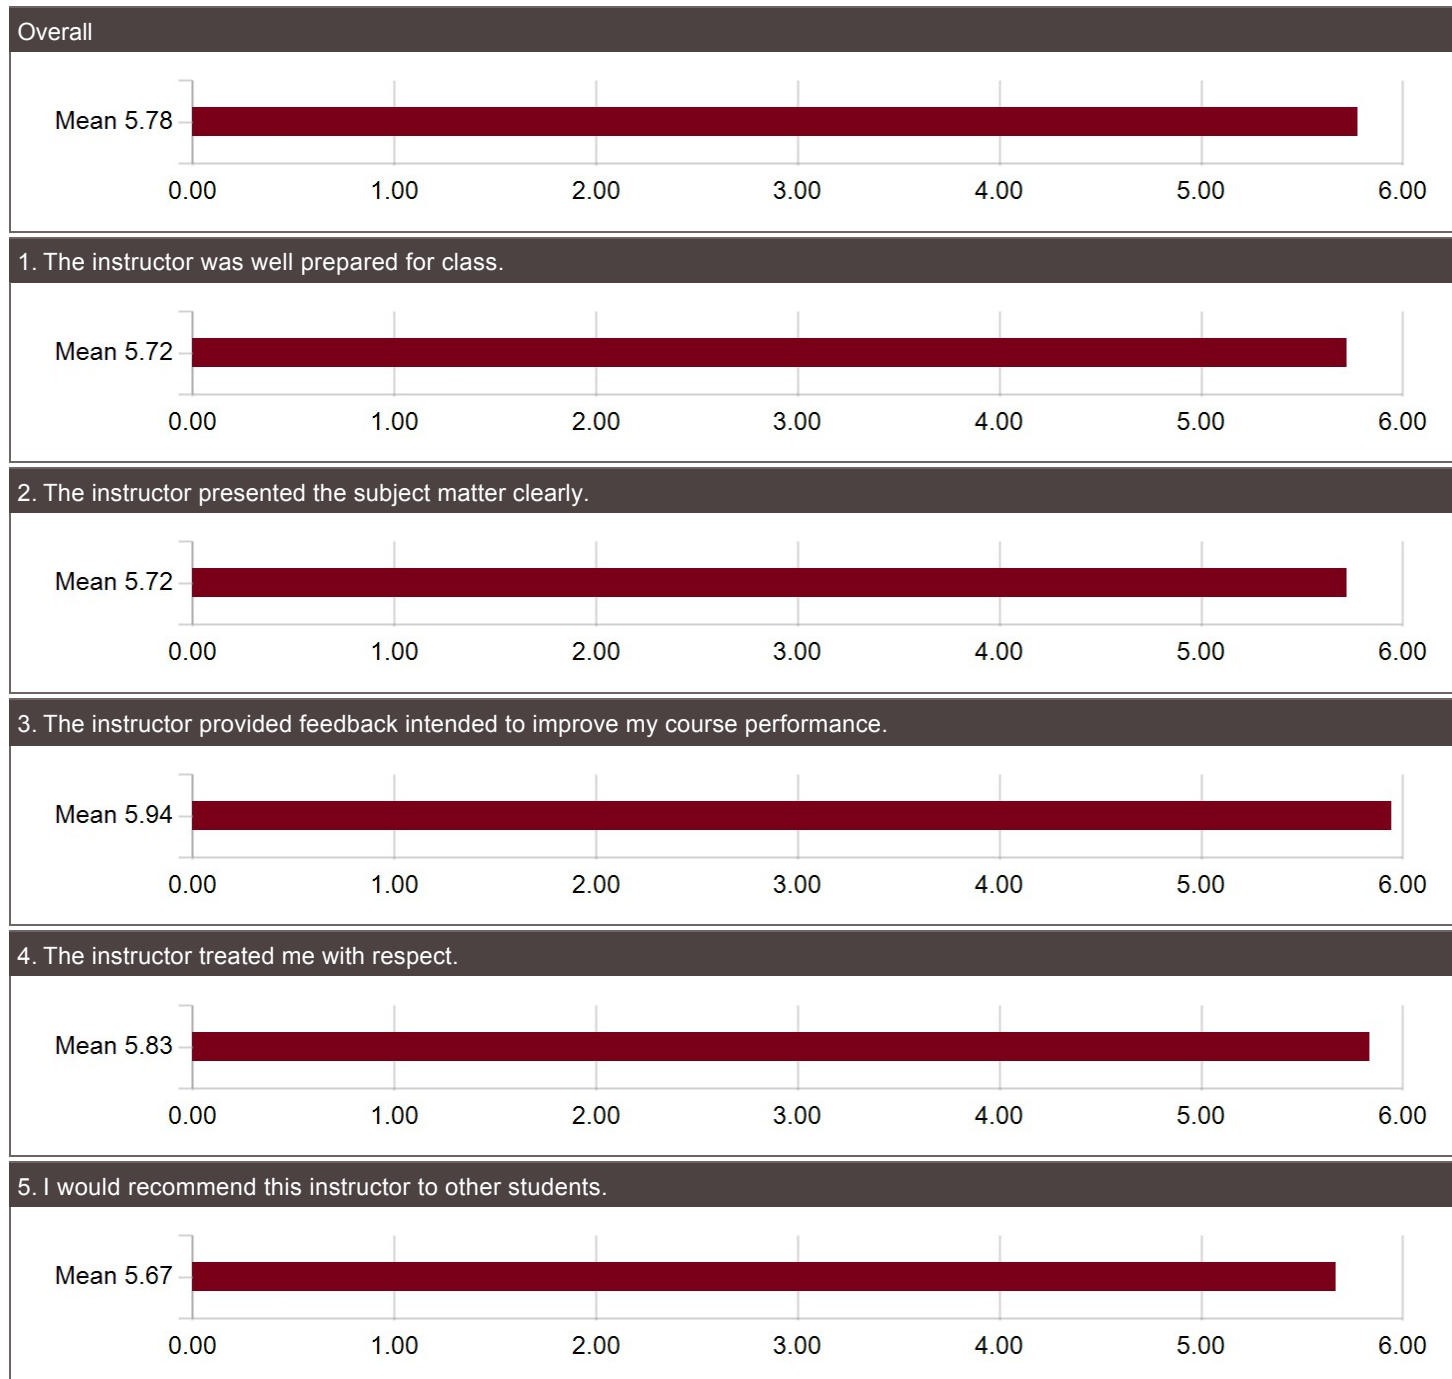 Overall
Mean 5.78
0.00 1.00 2.00 3.00 4.00 5.00 6.00
1. The instructor was well prepared for class.
Mean 5.72
0.00 1.00 2.00 3.00 4.00 5.00 6.00
2. The instructor presented the subject matter clearly.
Mean 5.72
0.00 1.00 2.00 3.00 4.00 5.00 6.00
3. The instructor provided feedback intended to improve my course performance.
Mean 5.94
0.00 1.00 2.00 3.00 4.00 5.00 6.00
4. The instructor treated me with respect.
Mean 5.83
0.00 1.00 2.00 3.00 4.00 5.00 6.00
5. I would recommend this instructor to other students.
Mean 5.67
0.00 1.00 2.00 3.00 4.00 5.00 6.00